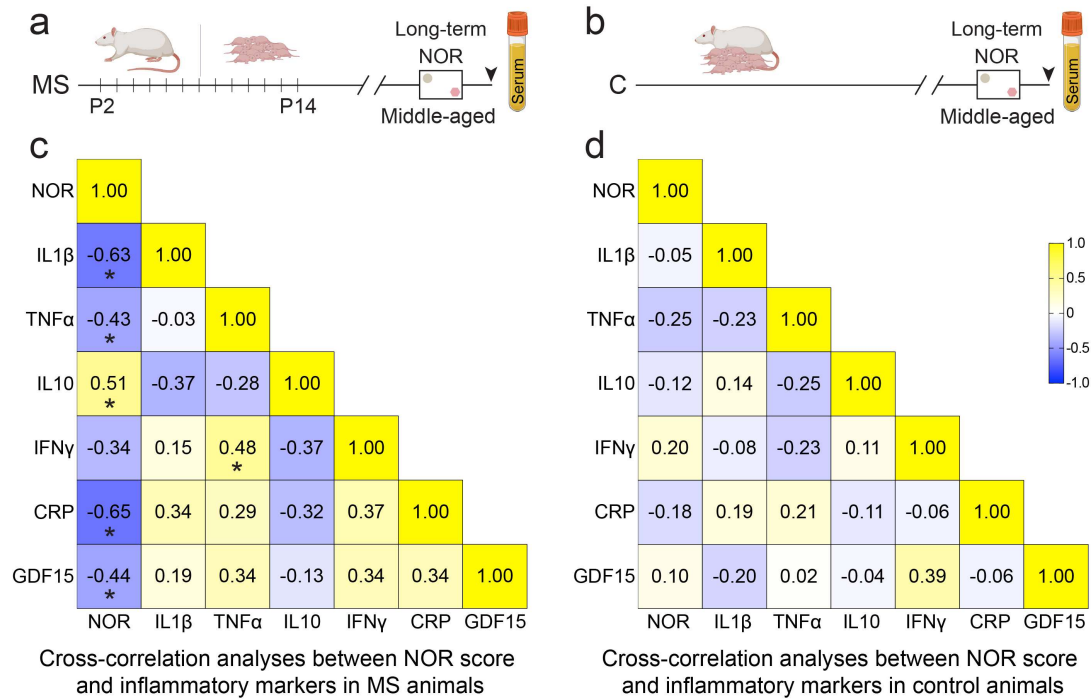 a
Long-term
NOR
MS
P2
P14
Middle-aged
Serum
b
Long-term
NOR
C
Middle-aged
Serum
c
NOR 1.00
IL1β -0.63 1.00
*
TNFα -0.43 -0.03 1.00
*
IL10 0.51 -0.37 -0.28 1.00
*
IFNγ -0.34 0.15 0.48 -0.37 1.00
*
CRP -0.65 0.34 0.29 -0.32 0.37 1.00
*
GDF15 -0.44 0.19 0.34 -0.13 0.34 0.34 1.00
*
NOR IL1β TNFα IL10 IFNγ CRP GDF15
Cross-correlation analyses between NOR score
and inflammatory markers in MS animals
d
NOR 1.00
IL1β -0.05 1.00
TNFα -0.25 -0.23 1.00
IL10 -0.12 0.14 -0.25 1.00
IFNγ 0.20 -0.08 -0.23 0.11 1.00
CRP -0.18 0.19 0.21 -0.11 -0.06 1.00
GDF15 0.10 -0.20 0.02 -0.04 0.39 -0.06 1.00
NOR IL1β TNFα IL10 IFNγ CRP GDF15
1.0
0.5
0
-0.5
-1.0
Cross-correlation analyses between NOR score
and inflammatory markers in control animals